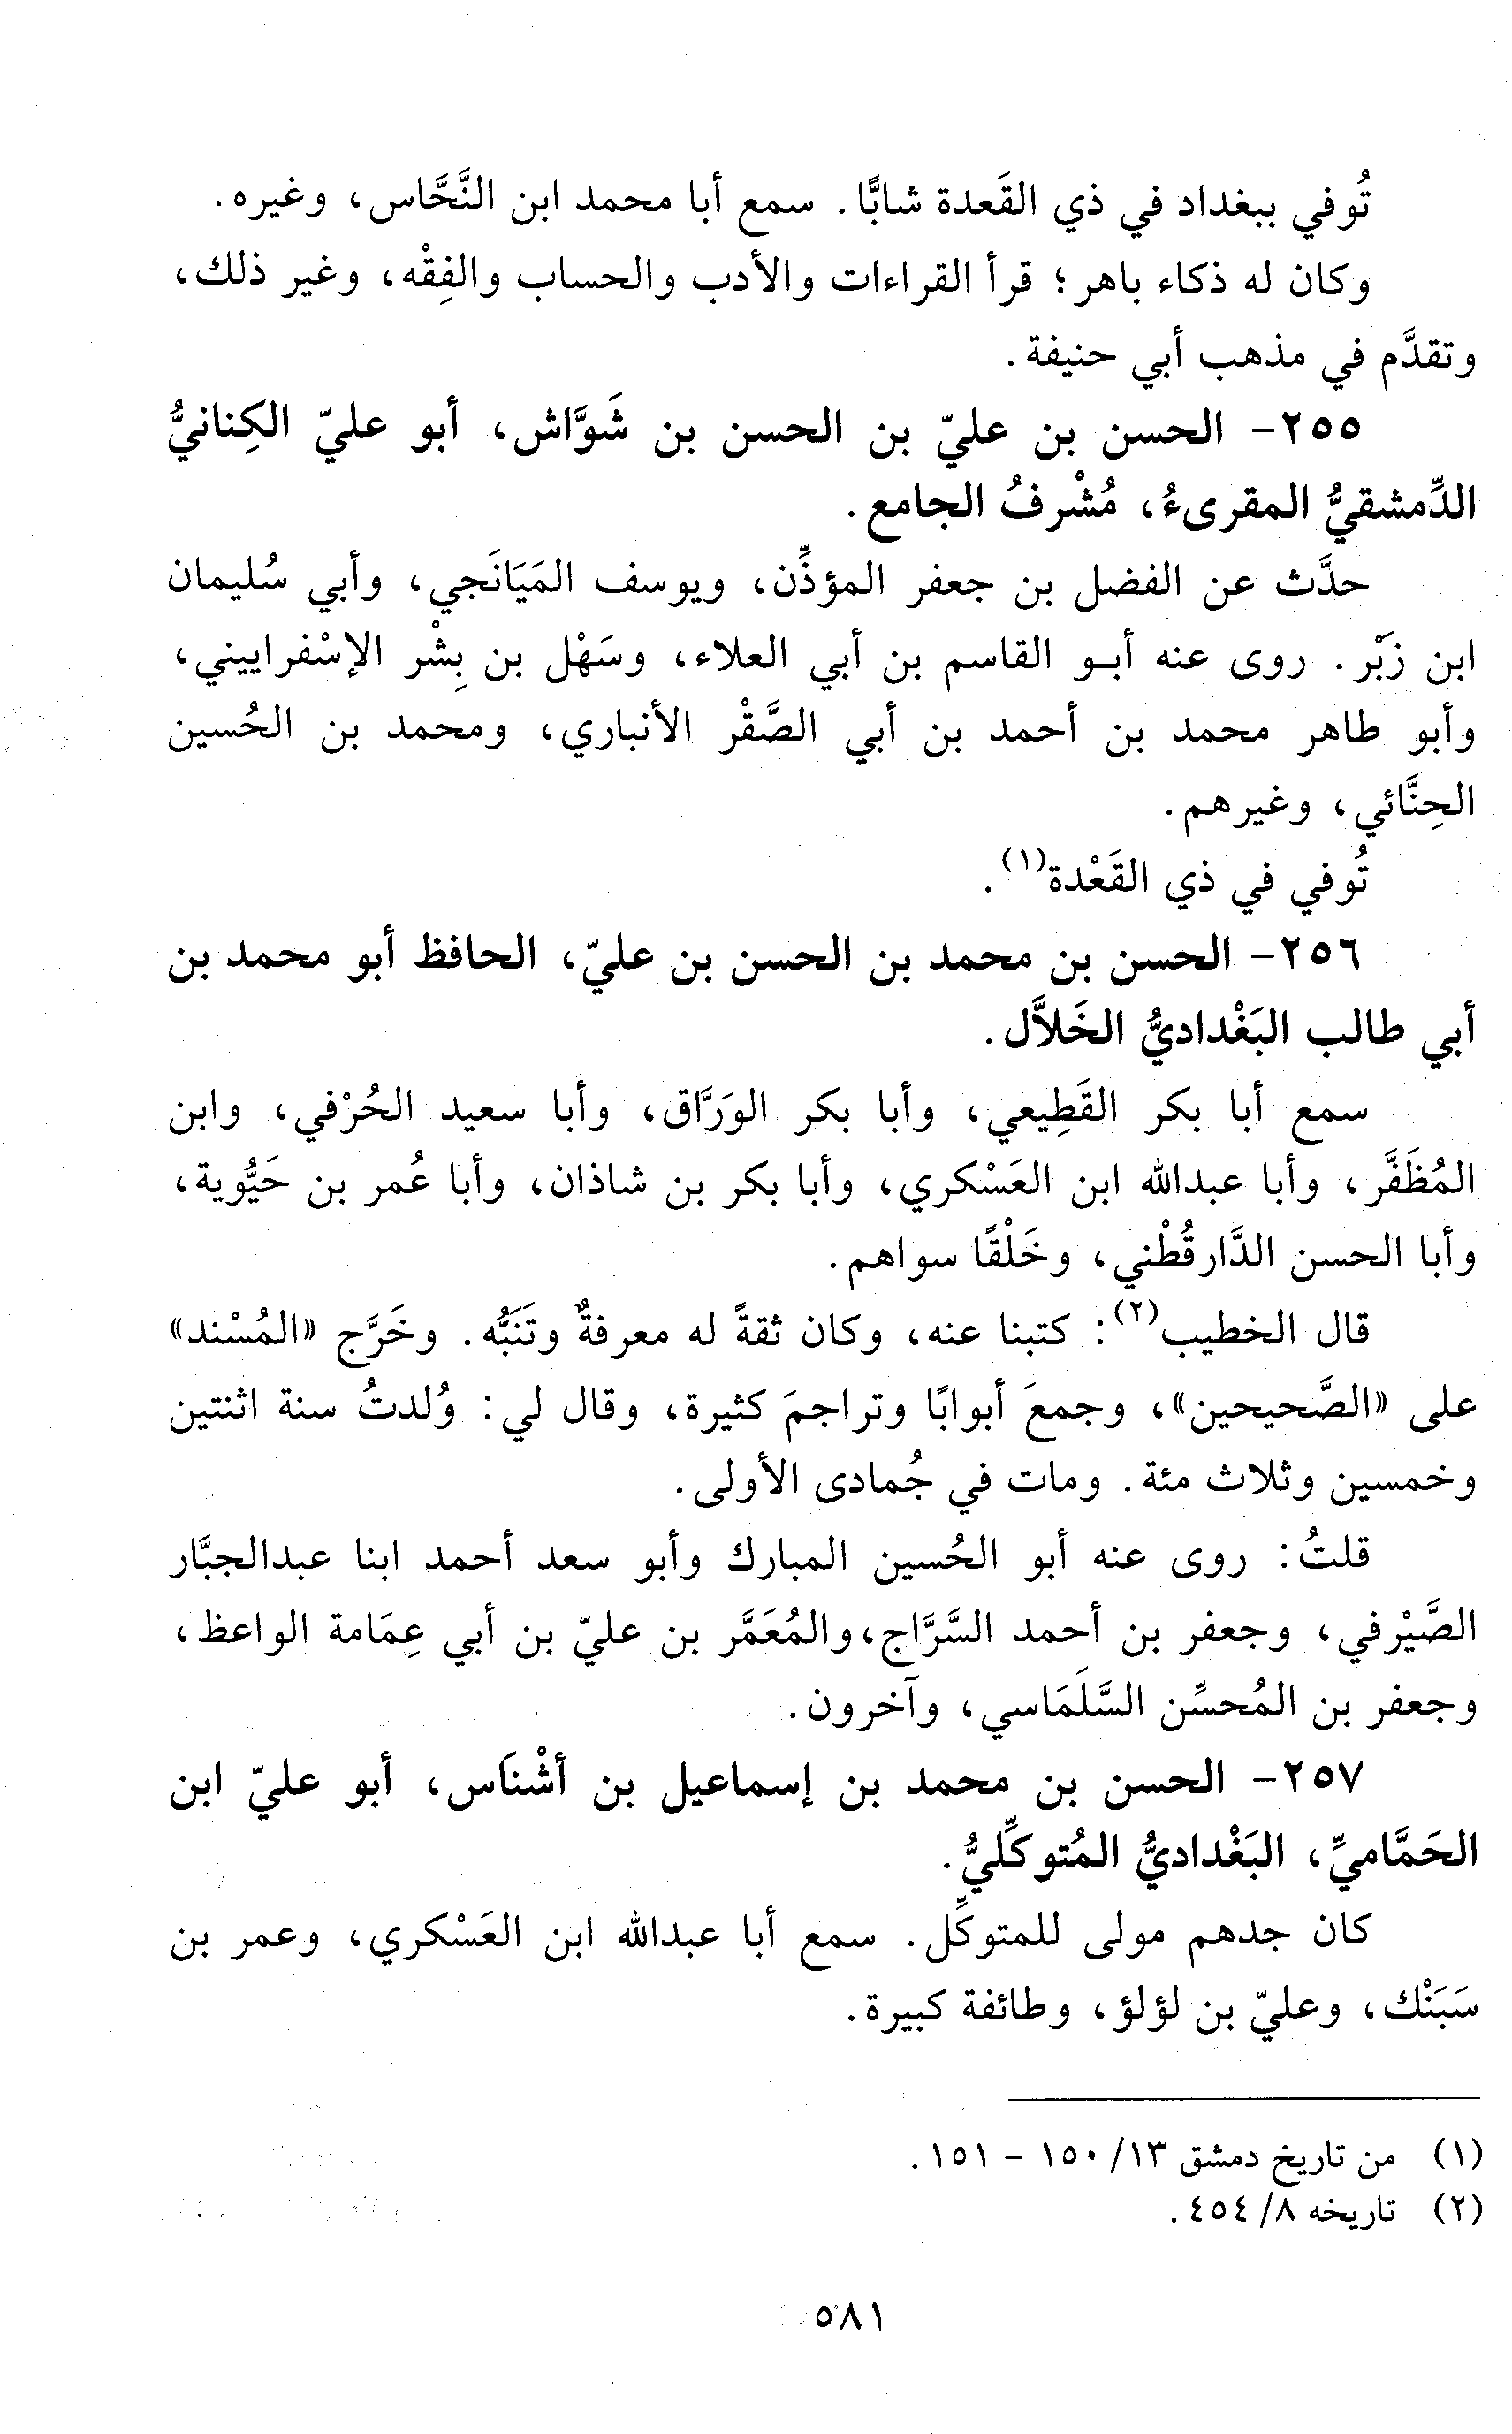 تُوفي ببغداد في ذي القَعدة شابًّا. سمع أبا محمد ابن النَّحَّاس، وغيره.
وكان له ذكاء باهر؛ قرأ القراءات والأدب والحساب والفِقْه، وغير ذلك،
وتقدَّم في مذهب أبي حنيفة.
٢٥٥- الحسن بن عليّ بن الحسن بن شَوَّاش، أبو عليّ الكِنانيُّ
الدِّمشقيُّ المقرىءُ، مُشْرفُ الجامع.
حدَّث عن الفضل بن جعفر المؤذِّن، ويوسف المَيَانَجي، وأبي سُليمان
ابن زَبْر. روى عنه أبو القاسم بن أبي العلاء، وسَهْل بن بِشْر الإسْفراييني،
وأبو طاهر محمد بن أحمد بن أبي الصَّقْر الأنباري، ومحمد بن الحُسين
الحِنَّائي، وغيرهم.
تُوفي في ذي القَعْدة(١).
٢٥٦- الحسن بن محمد بن الحسن بن عليّ، الحافظ أبو محمد بن
أبي طالب البَغْداديُّ الخَلاَّل.
سمع أبا بكر القَطِيعي، وأبا بكر الورَرَّاق، وأبا سعيد الحُرْفي، وابن
المُظَفَّر، وأبا عبدالله ابن العَسْكري، وأبا بكر بن شاذان، وأبا عُمر بن حَيُّوية،
وأبا الحسن الدَّارقُطْني، وخَلْقًا سواهم.
قال الخطيب(٢): كتبنا عنه، وكان ثقةً له معرفةٌ وتَنَبُّه. وخَرَّج «المُسْند»
على «الصَّحيحين»، وجمعَ أبوابًا وتراجمَ كثيرة، وقال لي: وُلدتُ سنة اثنتين
وخمسين وثلاث مئة. ومات في جُمادى الأولى.
قلتُ: روى عنه أبو الحُسين المبارك وأبو سعد أحمد ابنا عبدالجبَّار
الصَّيْرفي، وجعفر بن أحمد السَّرَّاج، والمُعَمَّر بن عليّ بن أبي عِمَامة الواعظ،
وجعفر بن المُحسِّن السَّلَمَاسي، وآخرون.
٢٥٧- الحسن بن محمد بن إسماعيل بن أشْنَاس، أبو عليّ ابن
الحَمَّاميِّ، البَغْداديُّ المُتوكِّليُّ.
كان جدهم مولى للمتوكِّل. سمع أبا عبدالله ابن العَسْكري، وعمر بن
سَبَنْك، وعليّ بن لؤلؤ، وطائفة كبيرة.
(١) من تاريخ دمشق ١٣/ ١٥٠ - ١٥١.
(٢) تاريخه ٨/ ٤٥٤.
٥٨١